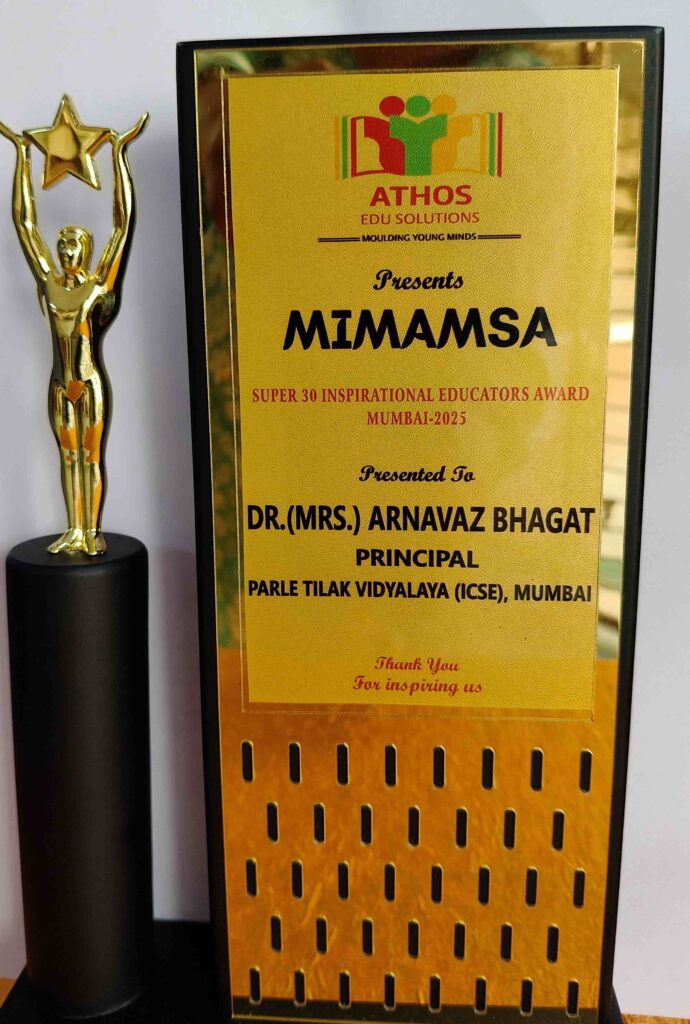 ATHOS
EDU SOLUTIONS
MOULDING YOUNG MINDS
Presents
MIMAMSA
SUPER 30 INSPIRATIONAL EDUCATORS AWARD
MUMBAI-2025
Presented To
DR.(MRS.) ARNAVAZ BHAGAT
PRINCIPAL
PARLE TILAK VIDYALAYA (ICSE), MUMBAI
Thank You
For inspiring us